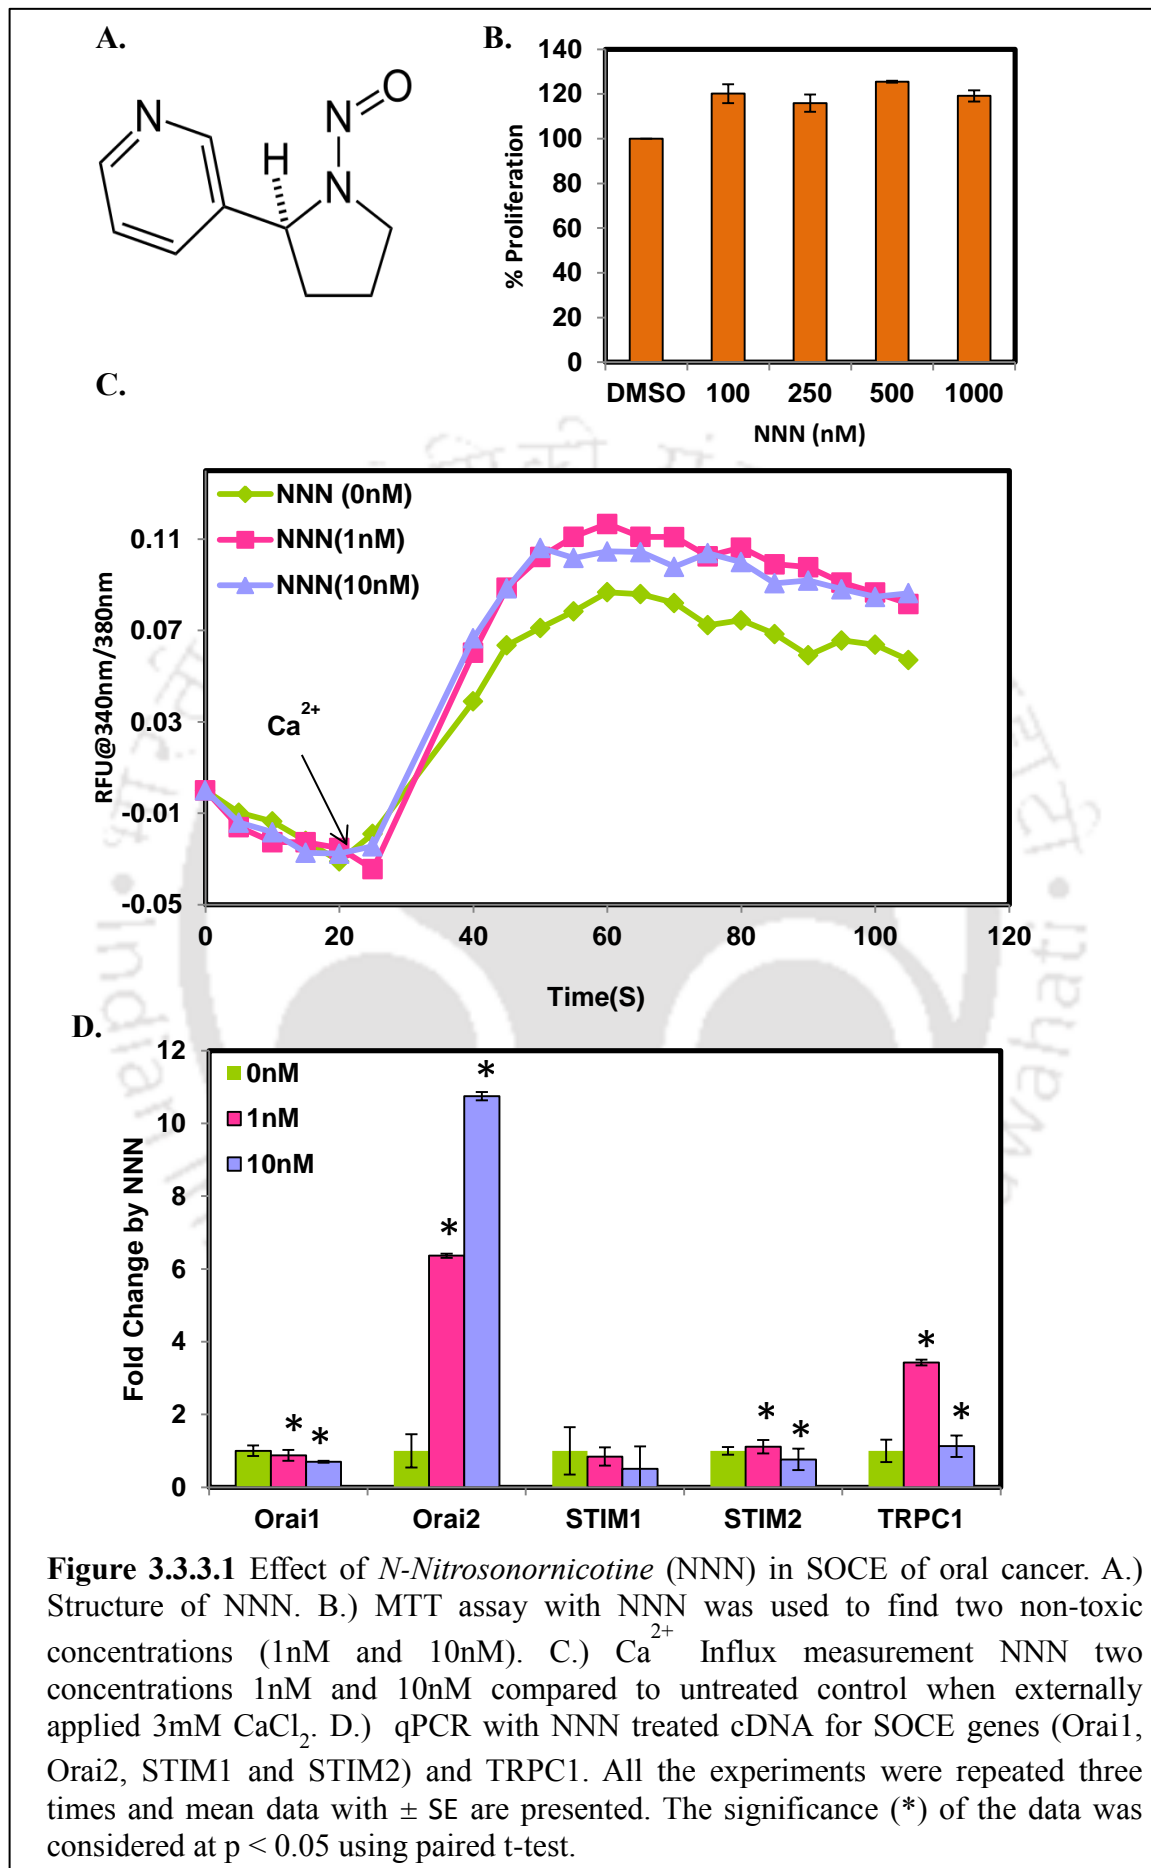 A.
N
H
N
N
O
B.
140
120
100
80
60
40
20
0
% Proliferation
DMSO 100 250 500 1000
NNN (nM)
C.
NNN (0nM)
NNN(1nM)
NNN(10nM)
0.11
0.07
0.03
-0.01
-0.05
RFU@340nm/380nm
Ca2+
0 20 40 60 80 100 120
Time(S)
D.
12
10
8
6
4
2
0
Fold Change by NNN
0nM
1nM
10nM
* * * * * * * *
Orai1 Orai2 STIM1 STIM2 TRPC1
Figure 3.3.3.1 Effect of N-Nitrosonornicotine (NNN) in SOCE of oral cancer. A.)
Structure of NNN. B.) MTT assay with NNN was used to find two non-toxic
concentrations (1nM and 10nM). C.) Ca2+ Influx measurement NNN two
concentrations 1nM and 10nM compared to untreated control when externally
applied 3mM CaCl2. D.) qPCR with NNN treated cDNA for SOCE genes (Orai1,
Orai2, STIM1 and STIM2) and TRPC1. All the experiments were repeated three
times and mean data with ± SE are presented. The significance (*) of the data was
considered at p < 0.05 using paired t-test.